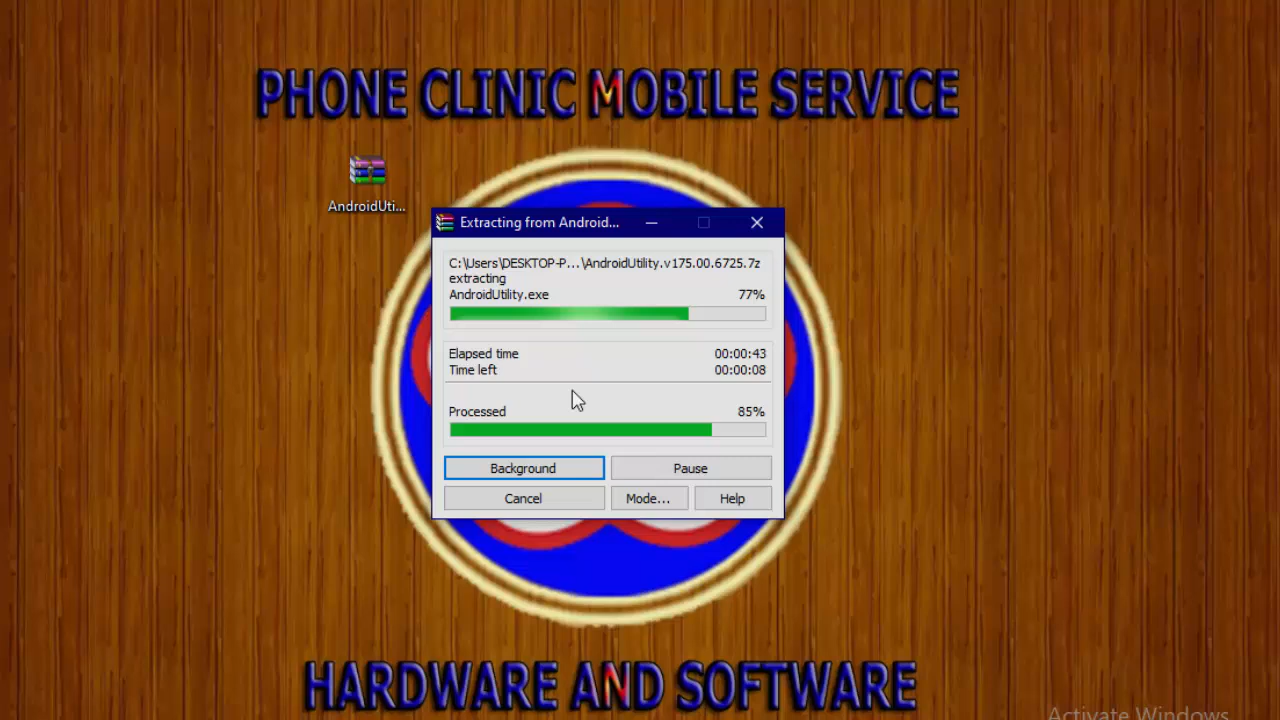 PHONE CLINIC MOBILE SERVICE
AndroidUti...
Extracting from Android...
C:\Users\DESKTOP-P...\AndroidUtility.v175.00.6725.7z
extracting
AndroidUtility.exe 77%
Elapsed time 00:00:43
Time left 00:00:08
Processed 85%
Background Pause
Cancel Mode... Help
HARDWARE AND SOFTWARE
Activate Windows